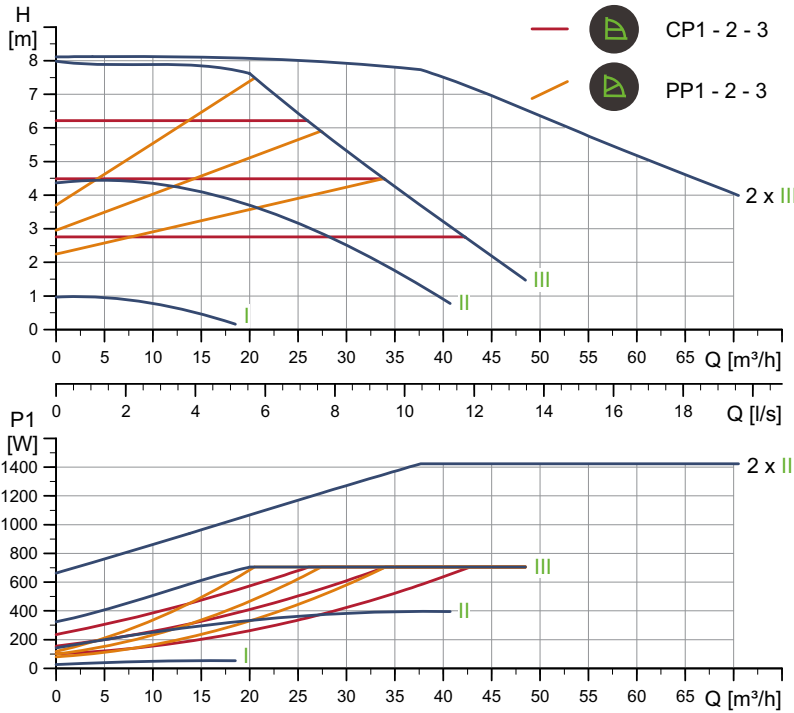 H
[m]
CP1 - 2 - 3
PP1 - 2 - 3
8
7
6
5
4
3
2
1
0
2 x III
III
II
I
0 5 10 15 20 25 30 35 40 45 50 55 60 65 Q [m³/h]
0 2 4 6 8 10 12 14 16 18 Q [l/s]
P1
[W]
1400
1200
1000
800
600
400
200
0
2 x II
III
II
I
0 5 10 15 20 25 30 35 40 45 50 55 60 65 Q [m³/h]